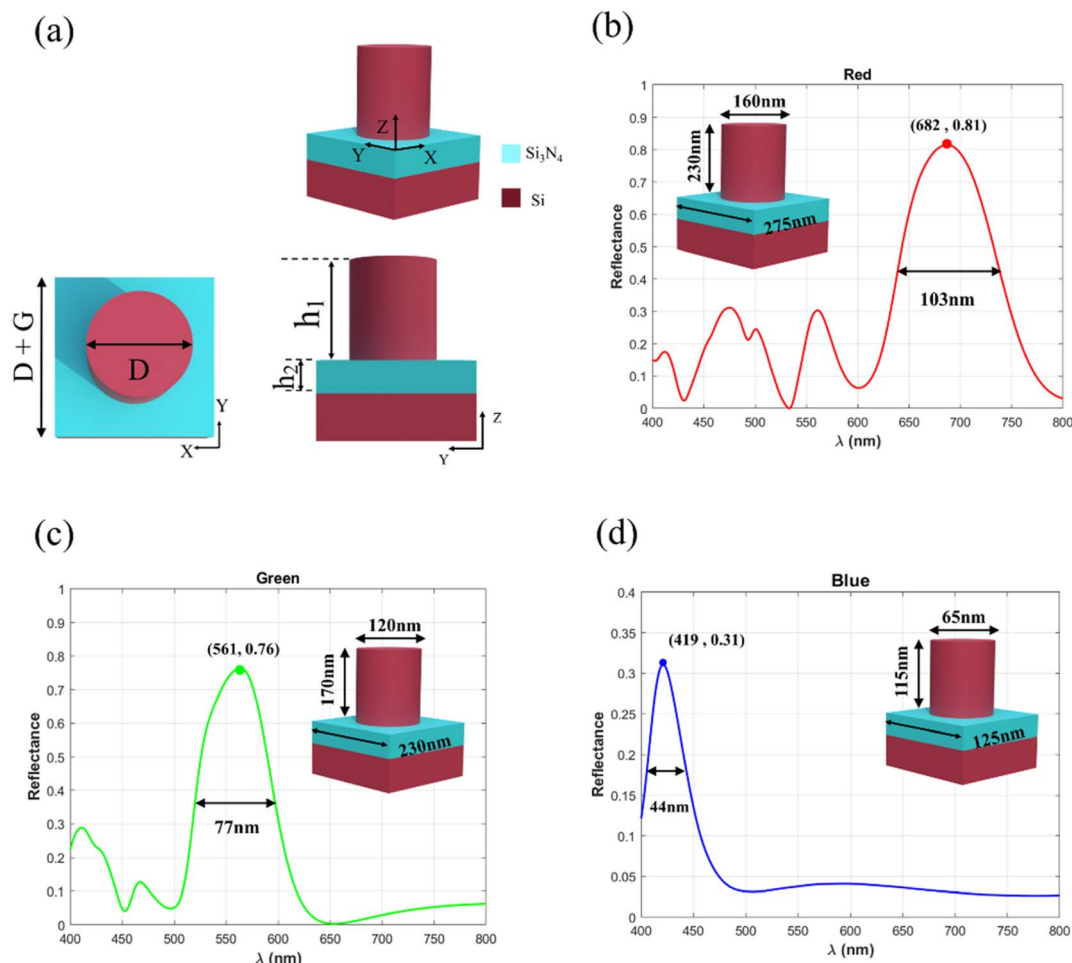 (a)
Z
Y
X
Si₃N₄
Si
D + G
D
Y
X
h₁
h₂
Z
Y
(b)
Red
1
0.9
0.8
0.7
0.6
0.5
0.4
0.3
0.2
0.1
0
Reflectance
160nm
230nm
275nm
(682 , 0.81)
103nm
400 450 500 550 600 650 700 750 800
λ (nm)
(c)
Green
1
0.9
0.8
0.7
0.6
0.5
0.4
0.3
0.2
0.1
0
Reflectance
(561 , 0.76)
120nm
170nm
230nm
77nm
400 450 500 550 600 650 700 750 800
λ (nm)
(d)
Blue
0.4
0.35
0.3
0.25
0.2
0.15
0.1
0.05
0
Reflectance
(419 , 0.31)
65nm
115nm
125nm
44nm
400 450 500 550 600 650 700 750 800
λ (nm)